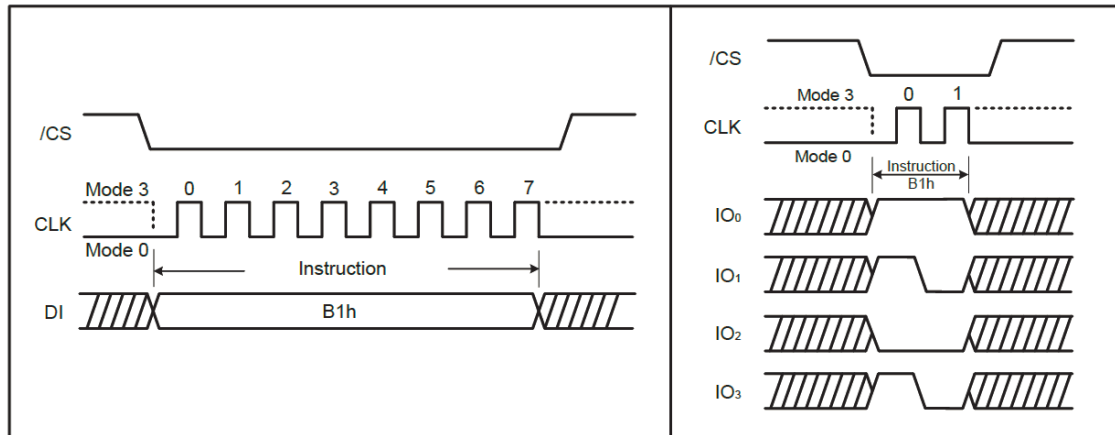 /CS
Mode 3 0 1 2 3 4 5 6 7
CLK
Mode 0
Instruction
DI B1h
/CS
Mode 3 0 1
CLK
Mode 0
Instruction
B1h
IO₀
IO₁
IO₂
IO₃